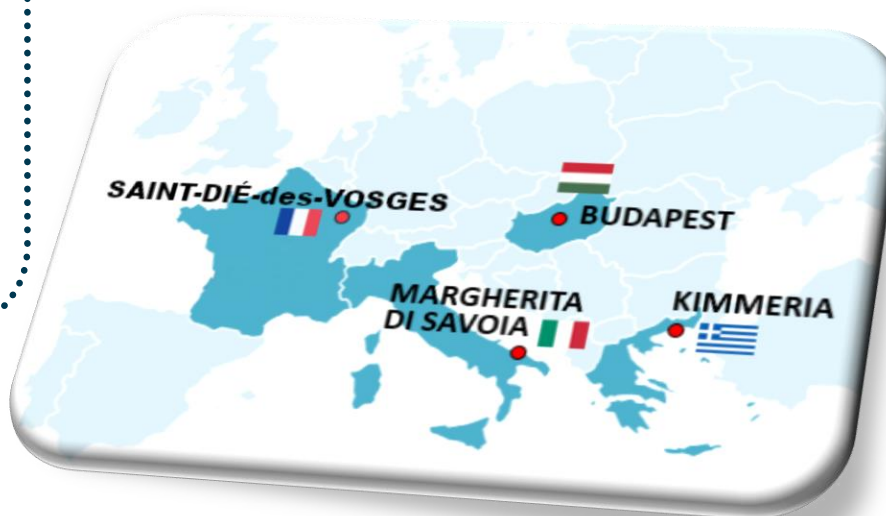 SAINT-DIÉ-des-VOSGES
BUDAPEST
MARGHERITA
DI SAVOIA
KIMMERIA